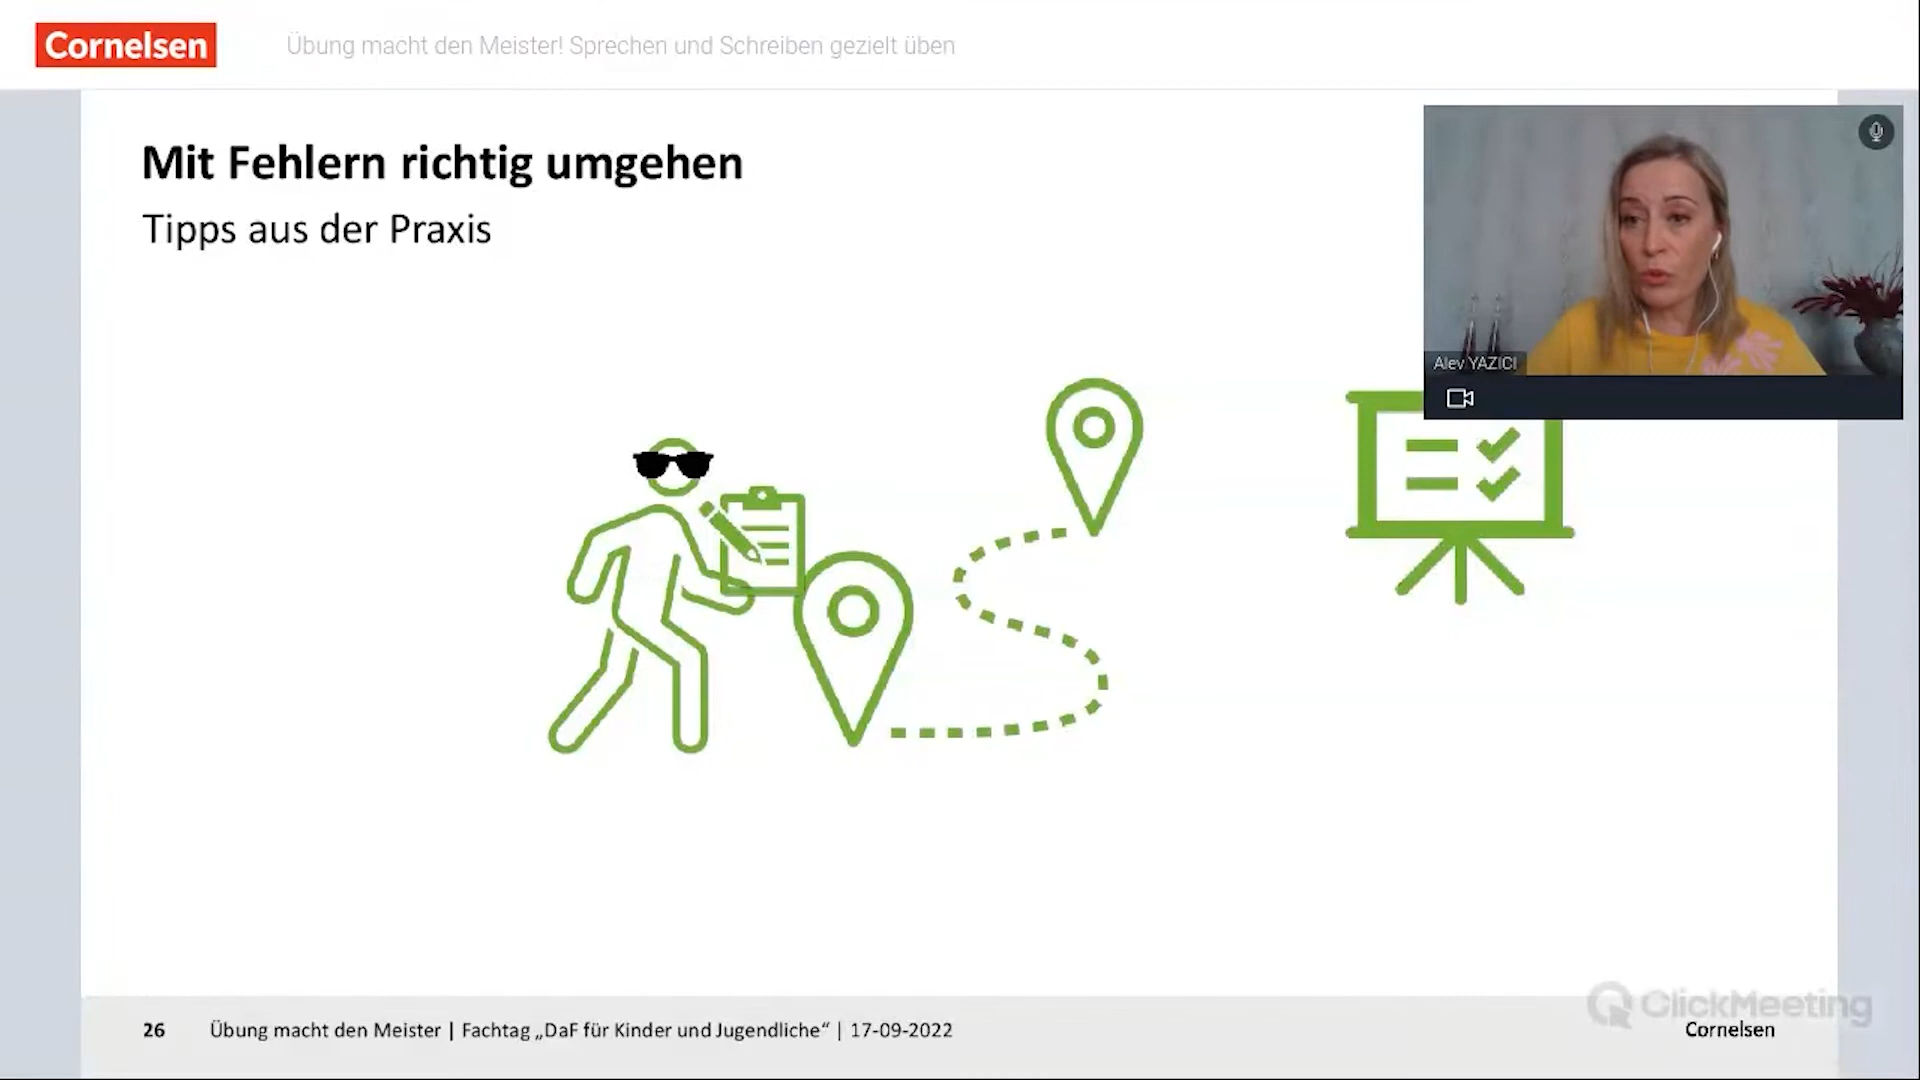 Cornelsen
Übung macht den Meister! Sprechen und Schreiben gezielt üben
Mit Fehlern richtig umgehen
Tipps aus der Praxis
Alev YAZICI
ClickMeeting
26 Übung macht den Meister | Fachtag „DaF für Kinder und Jugendliche“ | 17-09-2022
Cornelsen